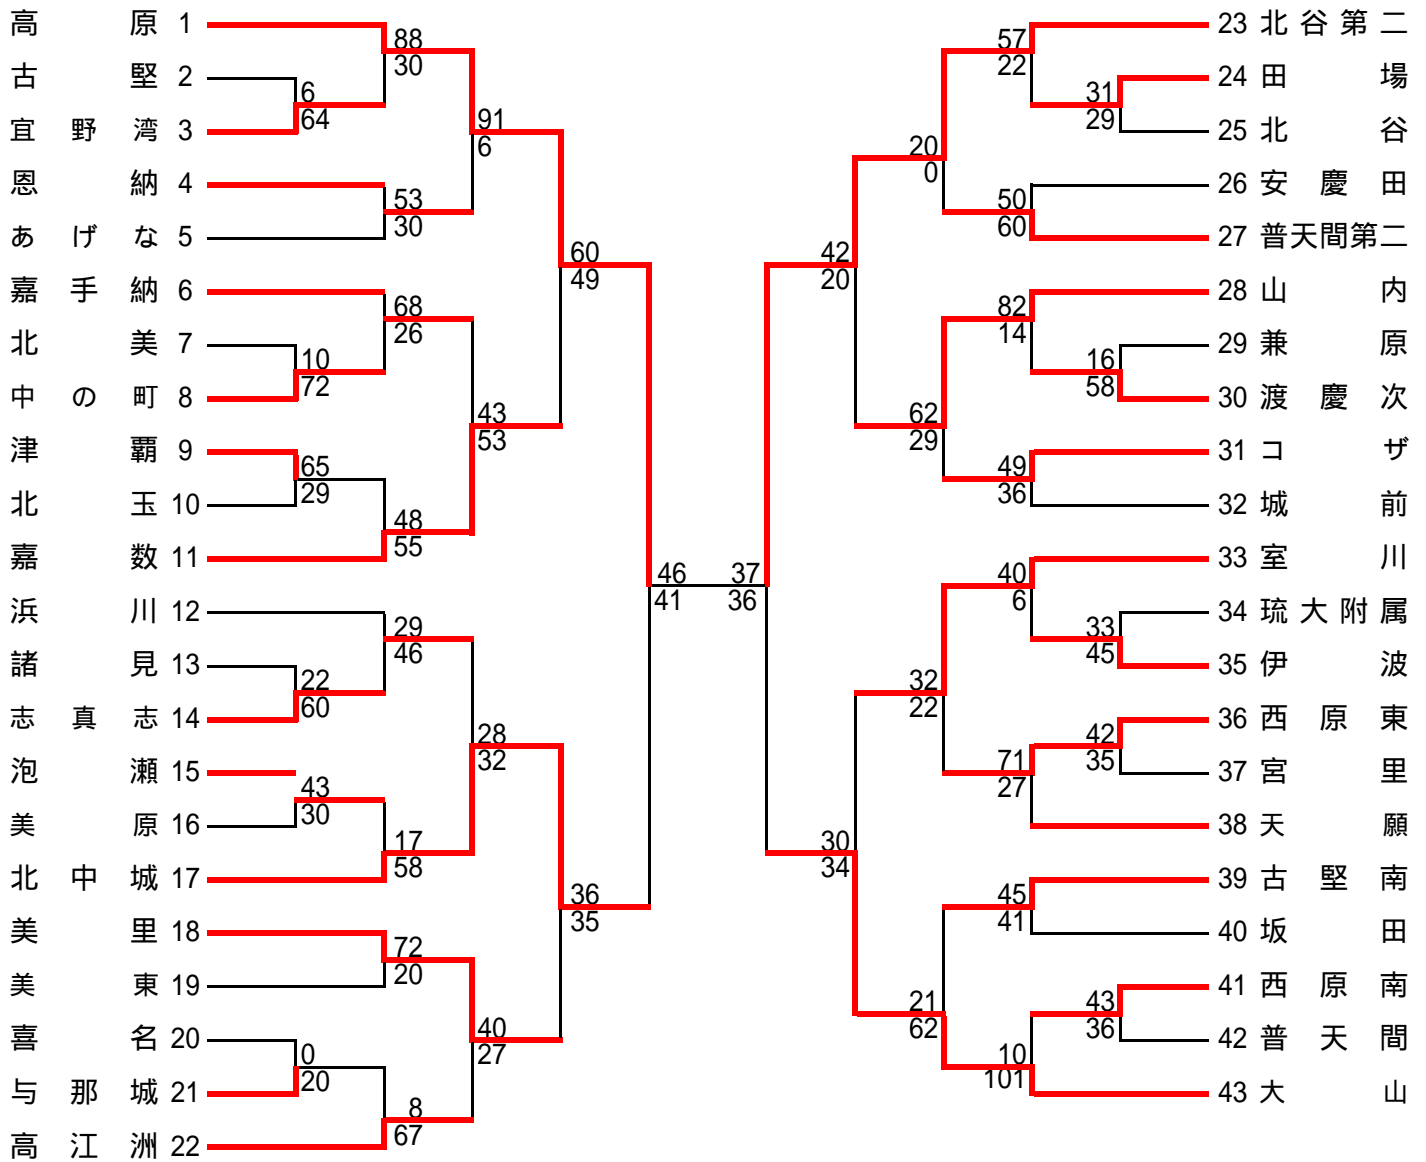 高原 1
古堅 2
宜野湾 3
恩納 4
あげな 5
嘉手納 6
北美 7
中の町 8
津覇 9
北玉 10
嘉数 11
浜川 12
諸見 13
志真志 14
泡瀬 15
美原 16
北中城 17
美里 18
美東 19
喜名 20
与那城 21
高江洲 22
6
64
10
72
65
29
22
60
43
30
0
20
88
30
53
30
68
26
48
55
29
46
17
58
72
20
8
67
91
6
43
53
28
32
40
27
60
49
36
35
46
41
37
36
42
20
30
34
20
0
62
29
32
22
21
62
57
22
50
60
82
14
49
36
40
6
71
27
45
41
10
101
31
29
16
58
33
45
42
35
43
36
23 北谷第二
24 田場
25 北谷
26 安慶田
27 普天間第二
28 山内
29 兼原
30 渡慶次
31 コザ
32 城前
33 室川
34 琉大附属
35 伊波
36 西原東
37 宮里
38 天願
39 古堅南
40 坂田
41 西原南
42 普天間
43 大山